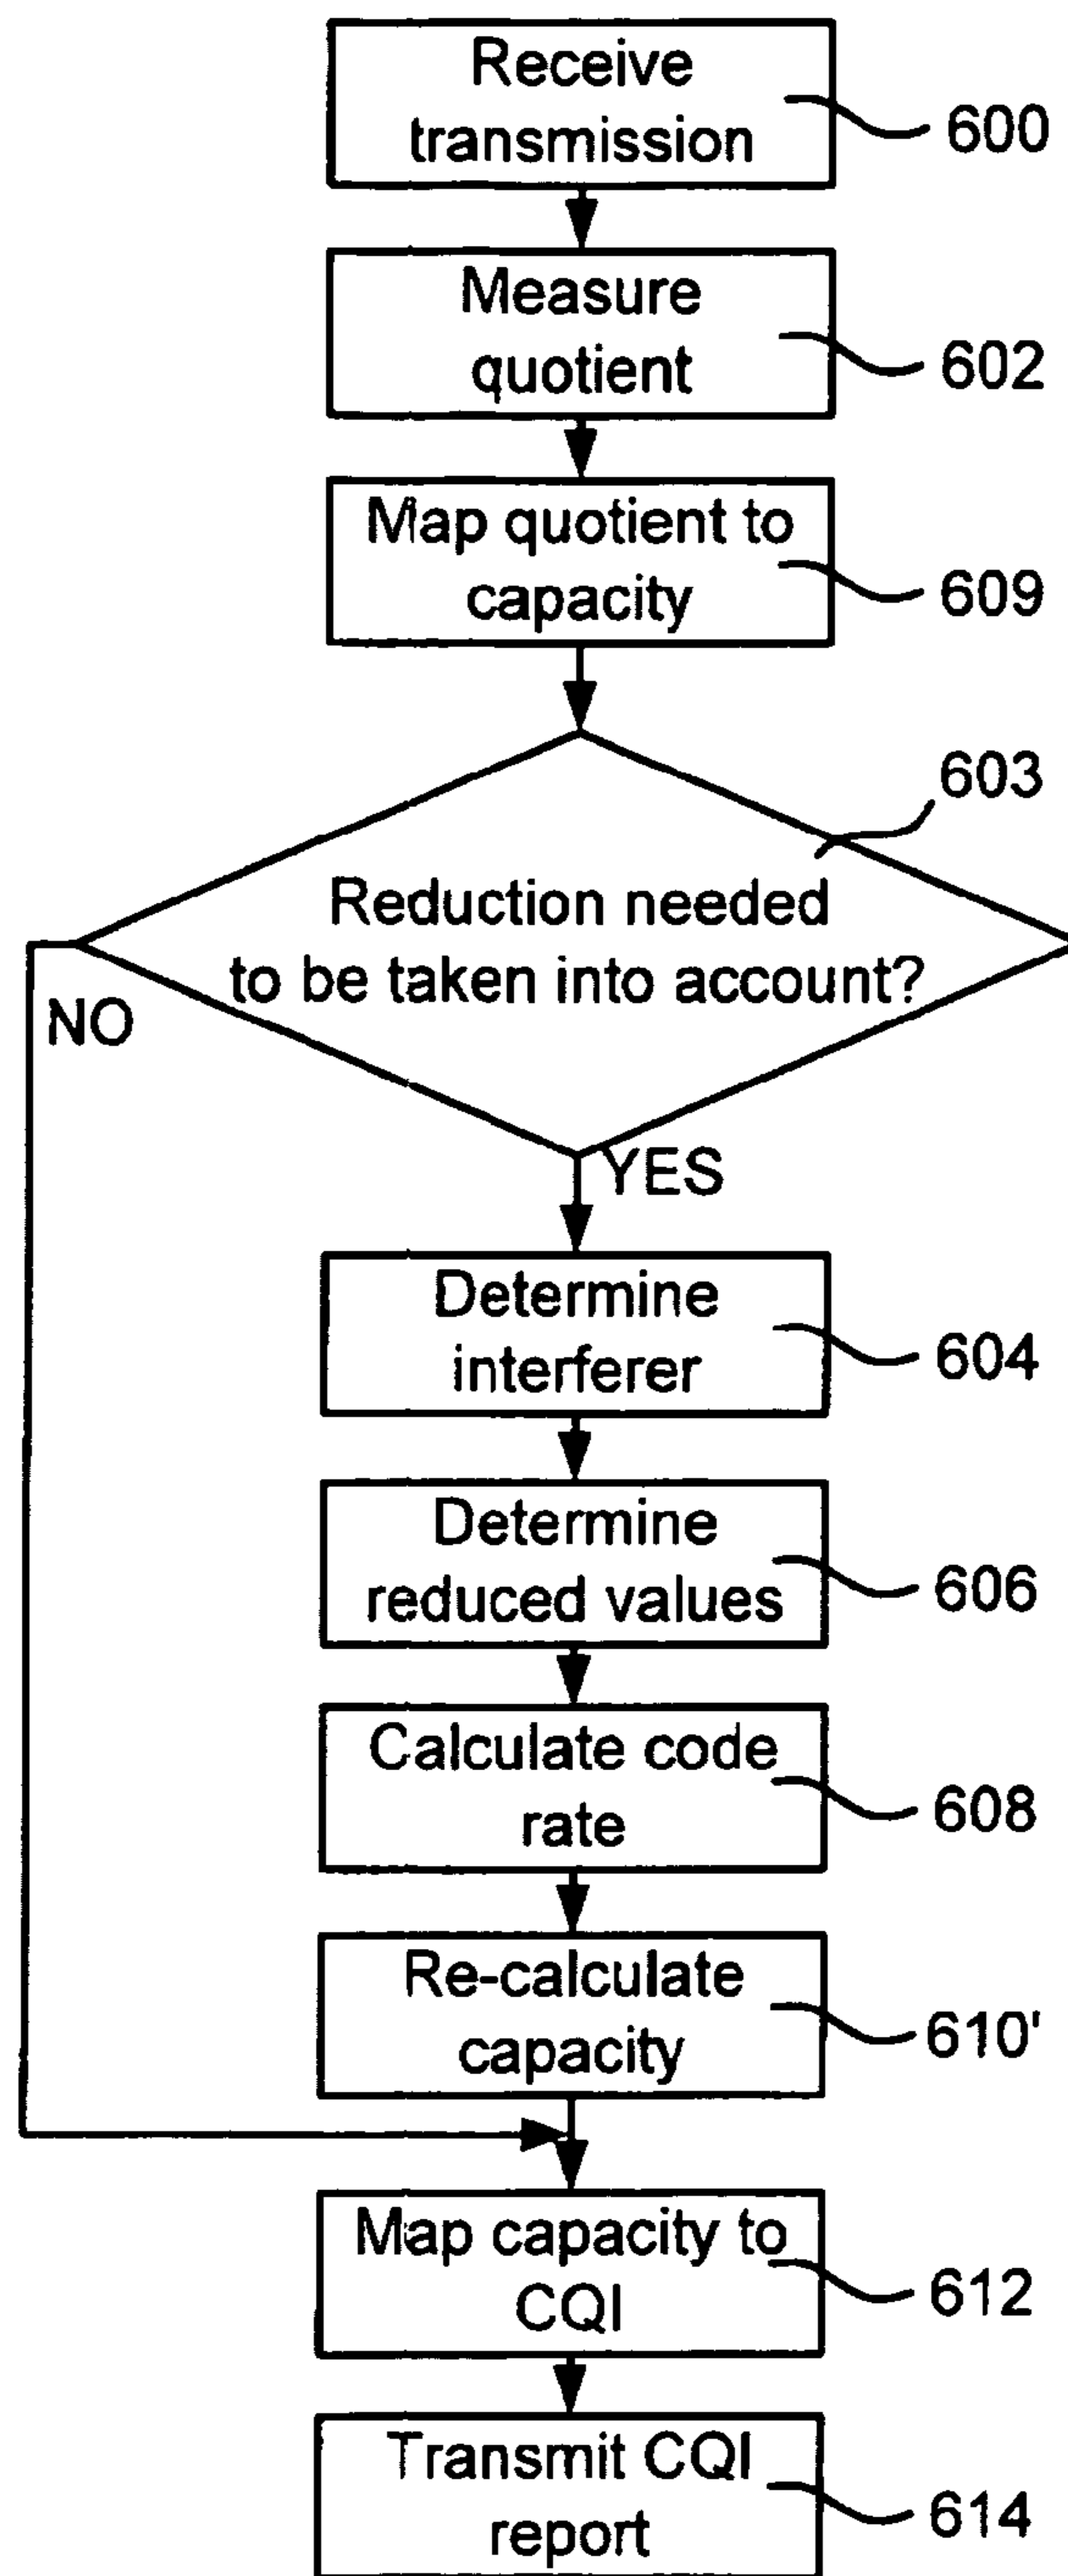 Receive
transmission
600
Measure
quotient
602
Map quotient to
capacity
609
603
Reduction needed
to be taken into account?
NO
YES
Determine
interferer
604
Determine
reduced values
606
Calculate code
rate
608
Re-calculate
capacity
610'
Map capacity to
CQI
612
Transmit CQI
report
614